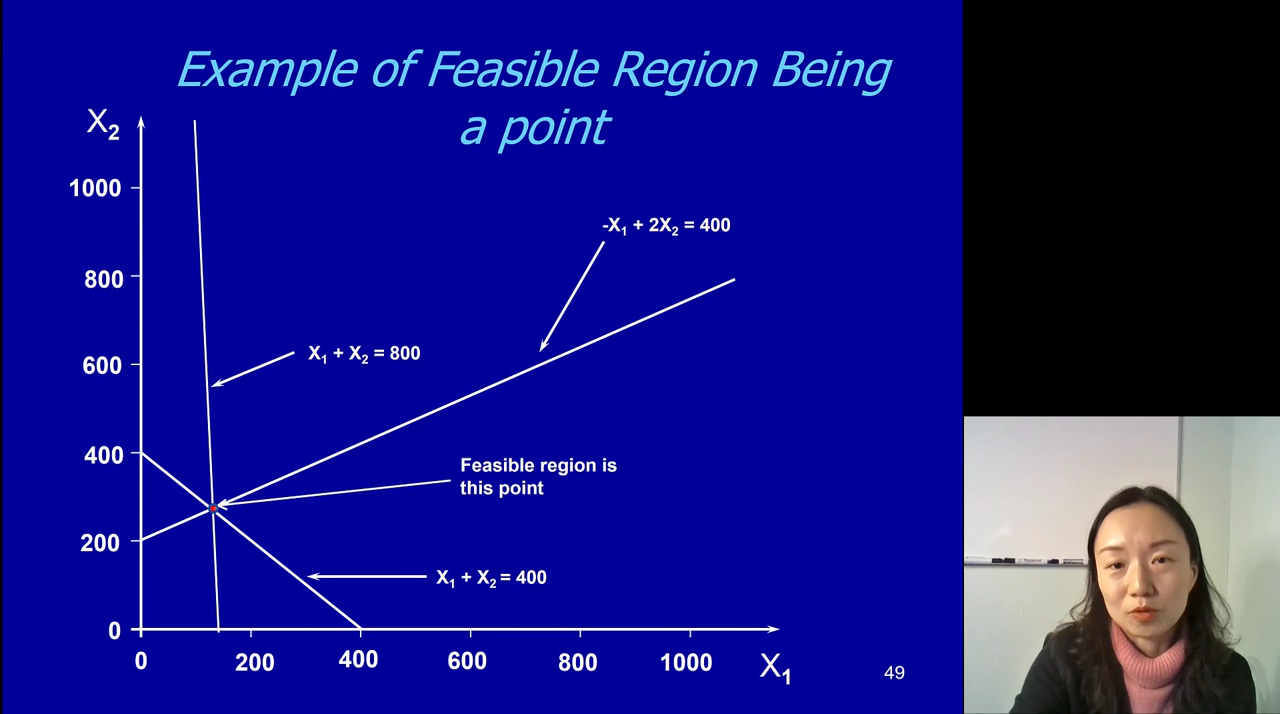 Example of Feasible Region Being
a point
X₂
1000
800
600
400
200
0
-X₁ + 2X₂ = 400
X₁ + X₂ = 800
Feasible region is
this point
X₁ + X₂ = 400
0
200
400
600
800
1000
X₁
49